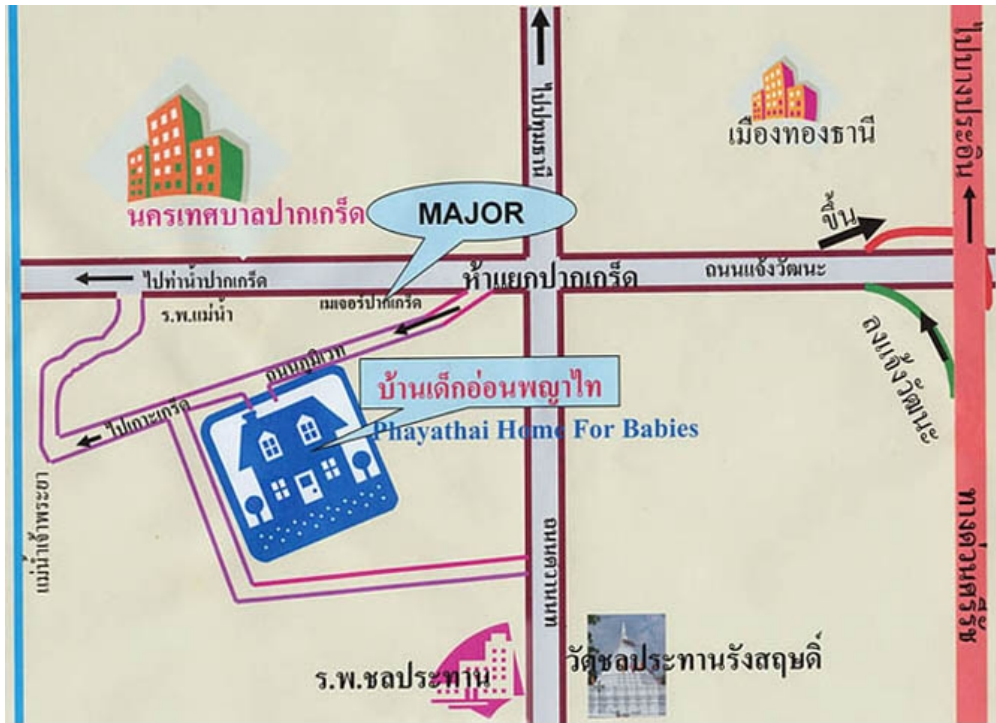 ไปปทุมธานี
ไปบางปะอิน
เมืองทองธานี
นครเทศบาลปากเกร็ด
MAJOR
ขึ้น
ไปท่าน้ำปากเกร็ด
ห้าแยกปากเกร็ด
ถนนแจ้งวัฒนะ
ร.พ.แม่น้ำ
เมเจอร์ปากเกร็ด
ถนนภูมิเวท
ลงแจ้งวัฒนะ
บ้านเด็กอ่อนพญาไท
Phayathai Home For Babies
ไปเกาะเกร็ด
แม่น้ำเจ้าพระยา
ถนนติวานนท์
ทางด่วนศรีรัช
ร.พ.ชลประทาน
วัดชลประทานรังสฤษดิ์